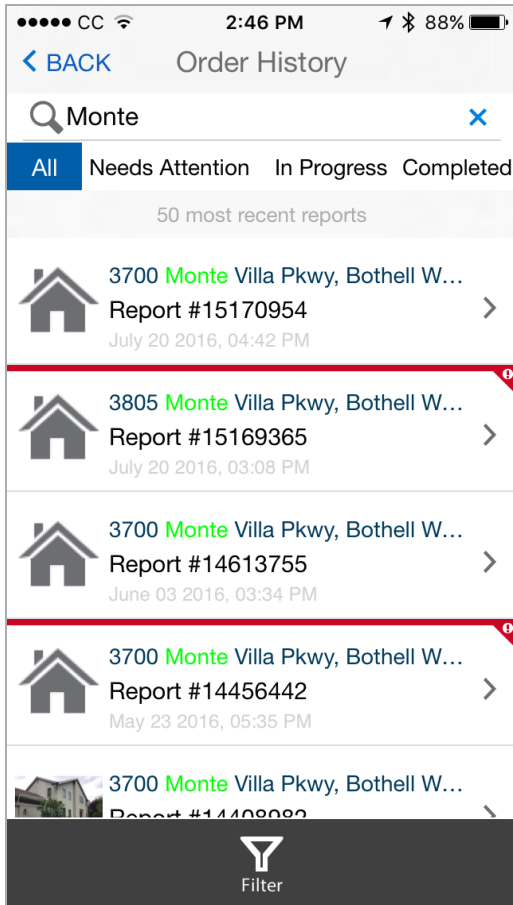 CC 2:46 PM 88%
BACK Order History
Monte
All Needs Attention In Progress Completed
50 most recent reports
3700 Monte Villa Pkwy, Bothell W...
Report #15170954
July 20 2016, 04:42 PM
3805 Monte Villa Pkwy, Bothell W...
Report #15169365
July 20 2016, 03:08 PM
3700 Monte Villa Pkwy, Bothell W...
Report #14613755
June 03 2016, 03:34 PM
3700 Monte Villa Pkwy, Bothell W...
Report #14456442
May 23 2016, 05:35 PM
3700 Monte Villa Pkwy, Bothell W...
Report #14408982
Filter